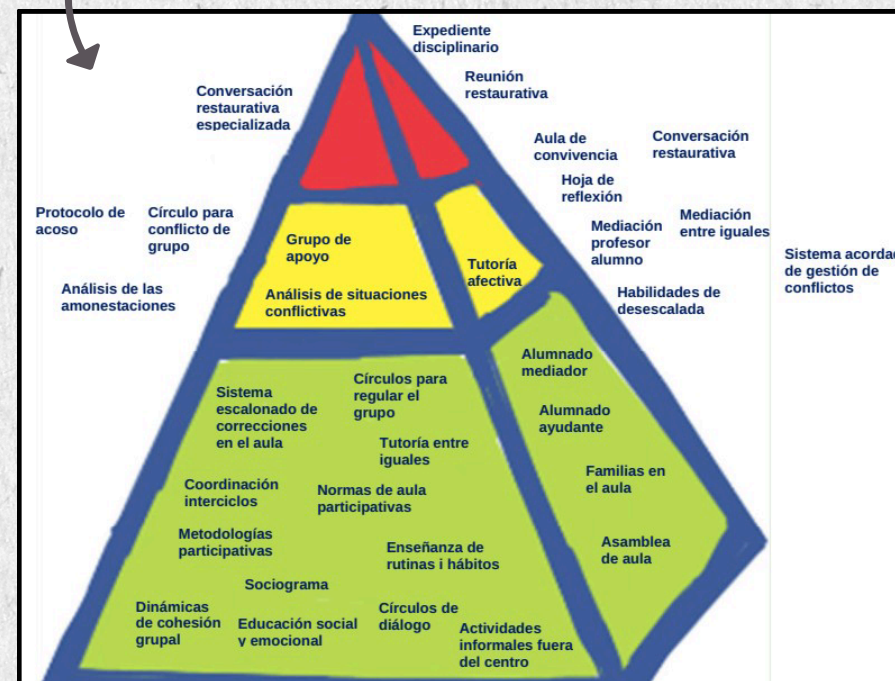 Expediente
disciplinario
Reunión
restaurativa
Conversación
restaurativa
especializada
Aula de
convivencia
Conversación
restaurativa
Hoja de
reflexión
Protocolo de
acoso
Círculo para
conflicto de
grupo
Mediación
profesor
alumno
Mediación
entre iguales
Grupo de
apoyo
Tutoría
afectiva
Sistema acordad
de gestión de
conflictos
Análisis de las
amonestaciones
Análisis de situaciones
conflictivas
Habilidades de
desescalada
Alumnado
mediador
Sistema
escalonado de
correcciones
en el aula
Círculos para
regular el
grupo
Alumnado
ayudante
Tutoría entre
iguales
Familias en
el aula
Coordinación
interciclos
Normas de aula
participativas
Metodologías
participativas
Enseñanza de
rutinas i hábitos
Asamblea
de aula
Sociograma
Dinámicas
de cohesión
grupal
Educación social
y emocional
Círculos de
diálogo
Actividades
informales fuera
del centro